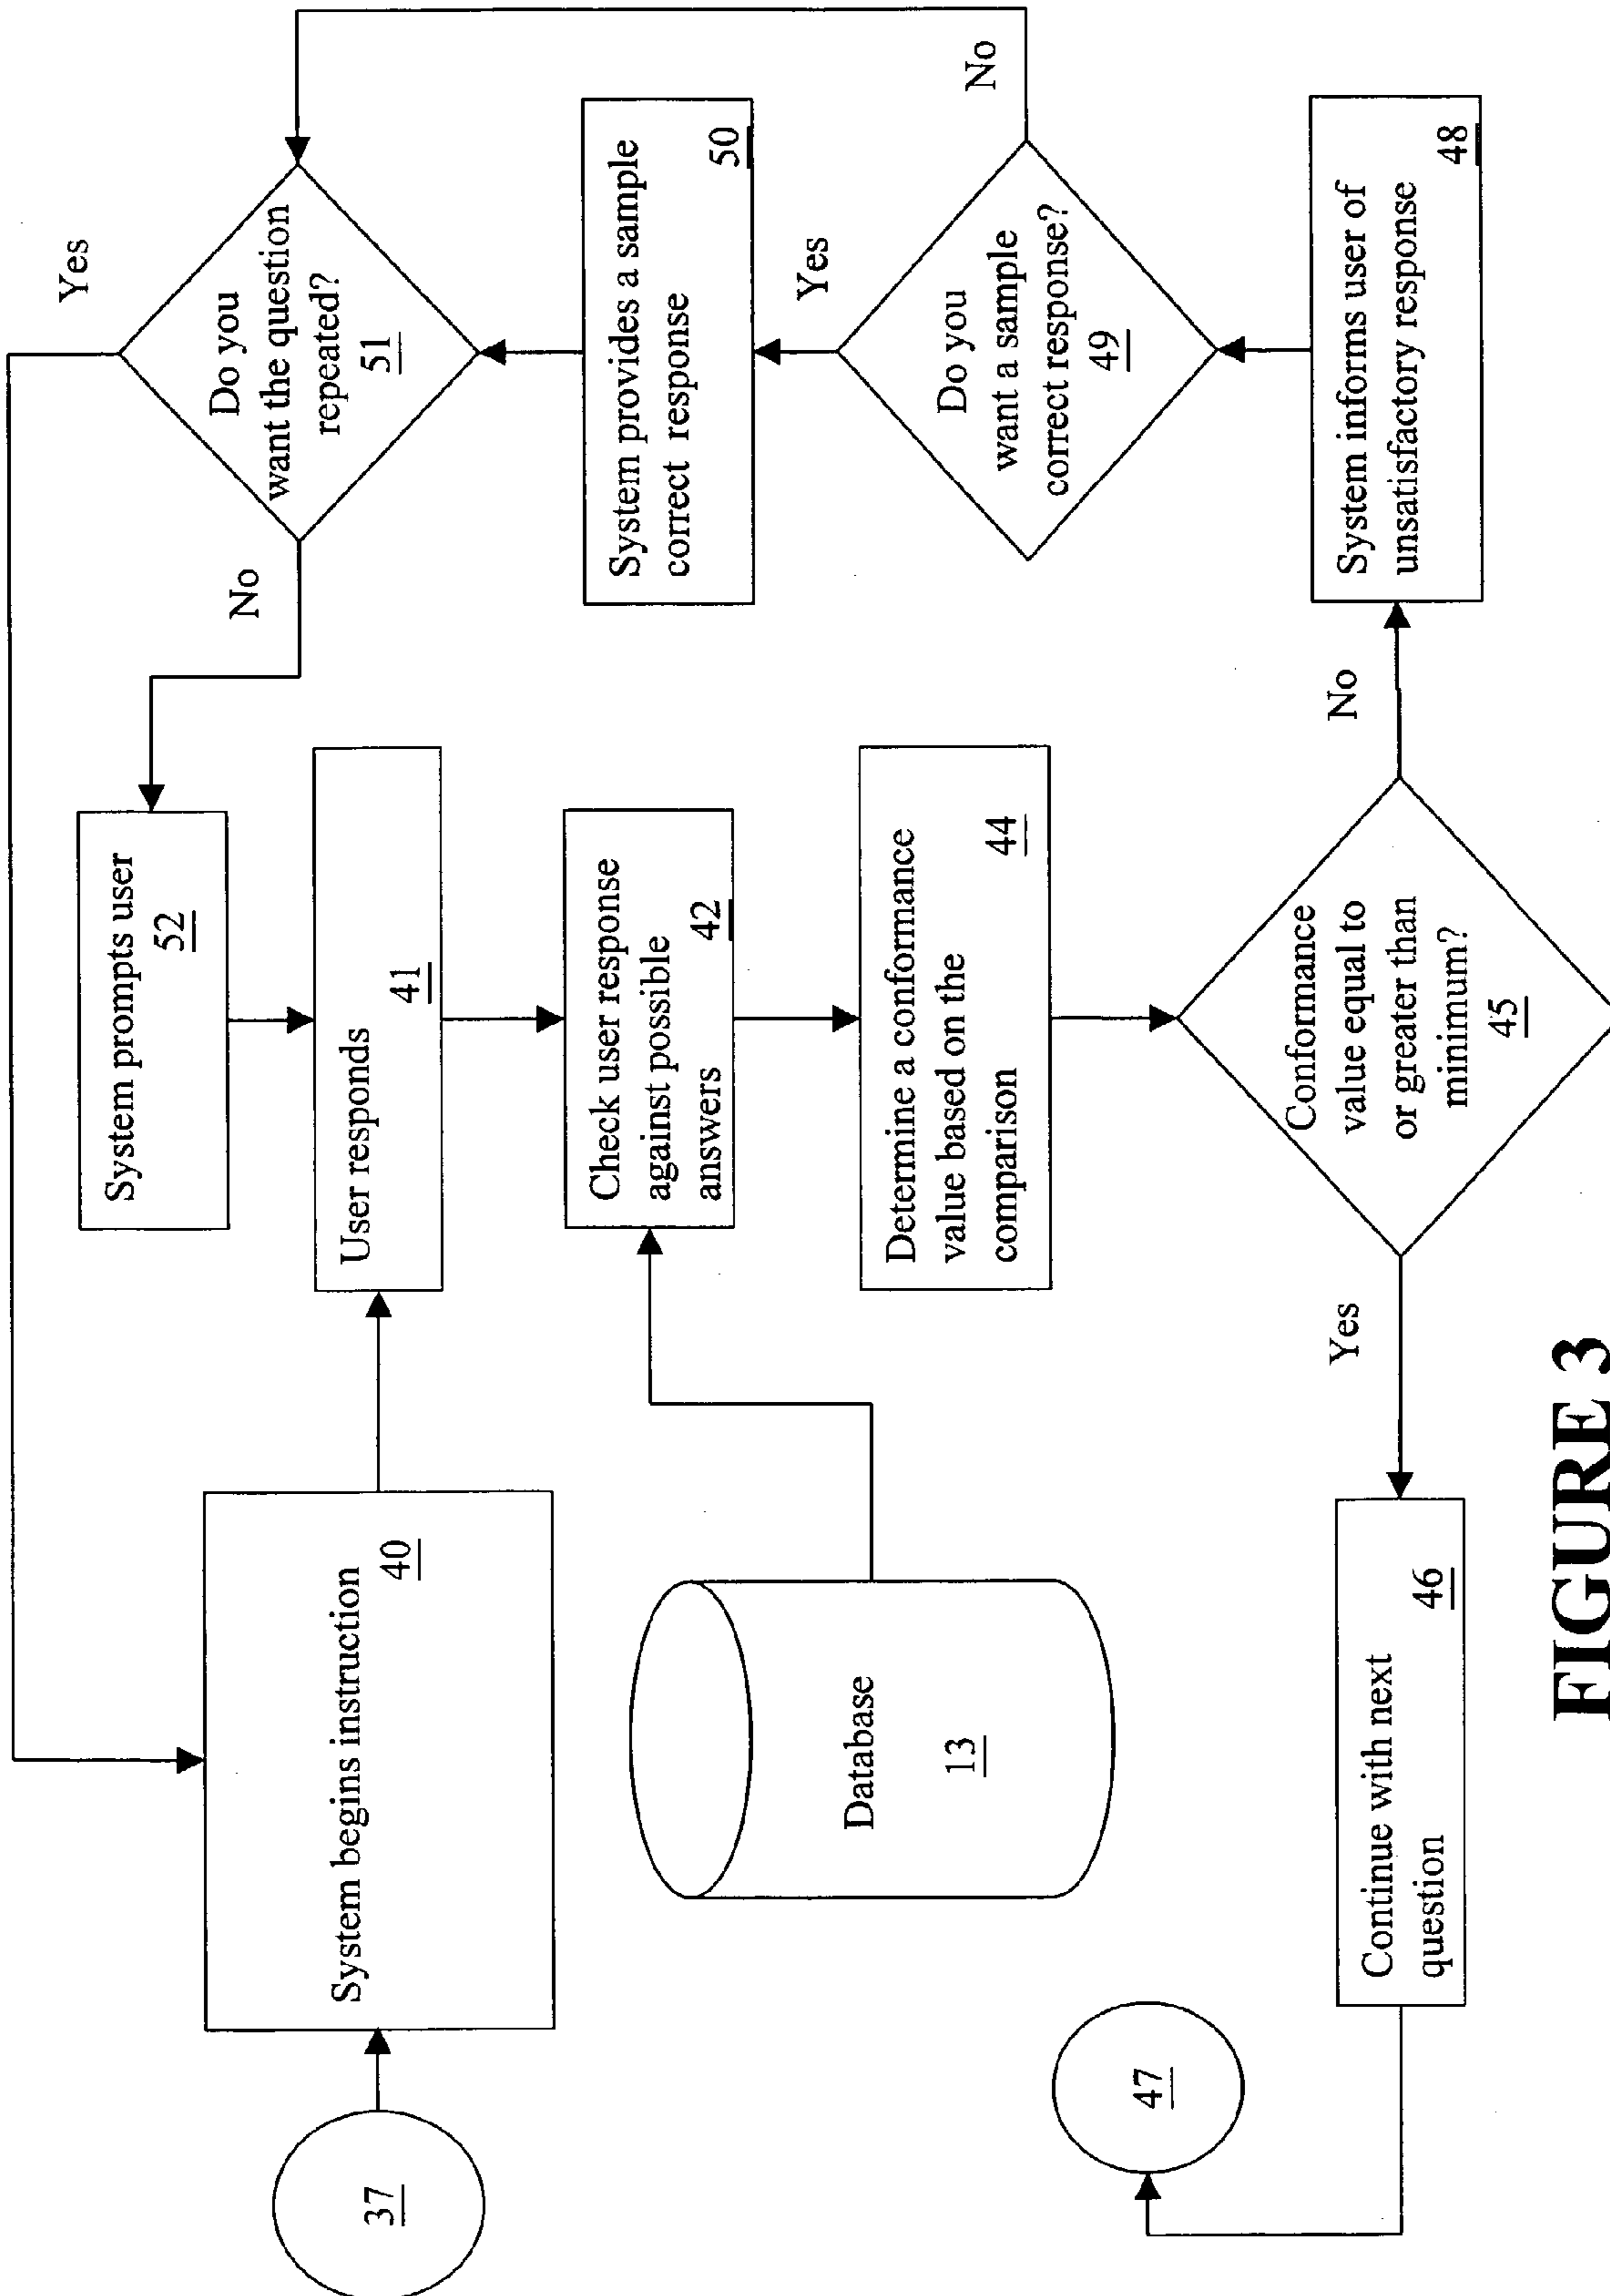 37
System begins instruction
40
System prompts user
52
User responds
41
Yes
Do you
want the question
repeated?
51
No
Database
13
Check user response
against possible
answers
42
System provides a sample
correct response
50
Determine a conformance
value based on the
comparison
44
Yes
Do you
want a sample
correct response?
49
No
47
Continue with next
question
46
Yes
Conformance
value equal to
or greater than
minimum?
45
No
System informs user of
unsatisfactory response
48
FIGURE 3